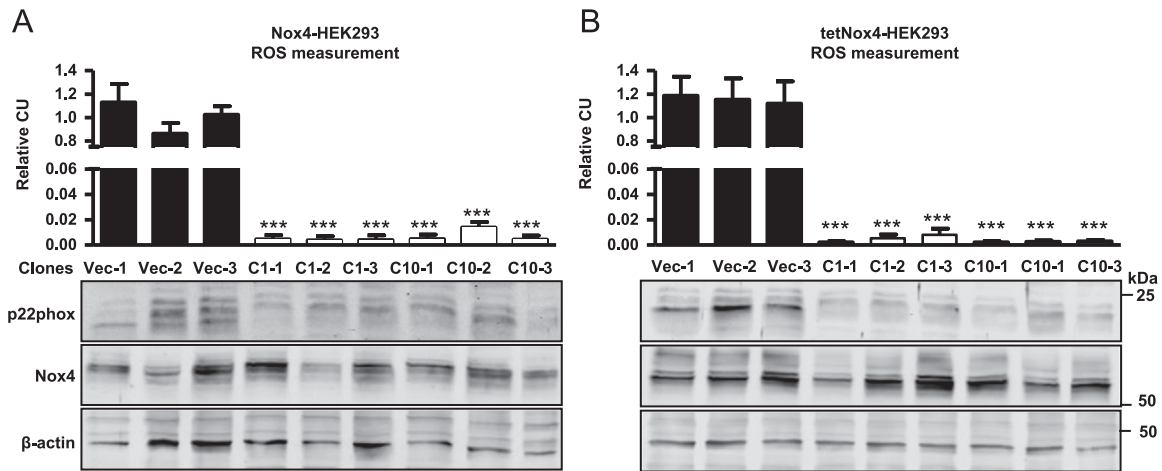 A
Nox4-HEK293
ROS measurement
Relative CU
1.4
1.2
1.0
0.8
0.06
0.04
0.02
0.00
*** *** *** *** *** ***
Clones Vec-1 Vec-2 Vec-3 C1-1 C1-2 C1-3 C10-1 C10-2 C10-3
p22phox
Nox4
β-actin
B
tetNox4-HEK293
ROS measurement
Relative CU
1.4
1.2
1.0
0.8
0.06
0.04
0.02
0.00
*** *** *** *** *** ***
Vec-1 Vec-2 Vec-3 C1-1 C1-2 C1-3 C10-1 C10-1 C10-3
kDa
25
50
50